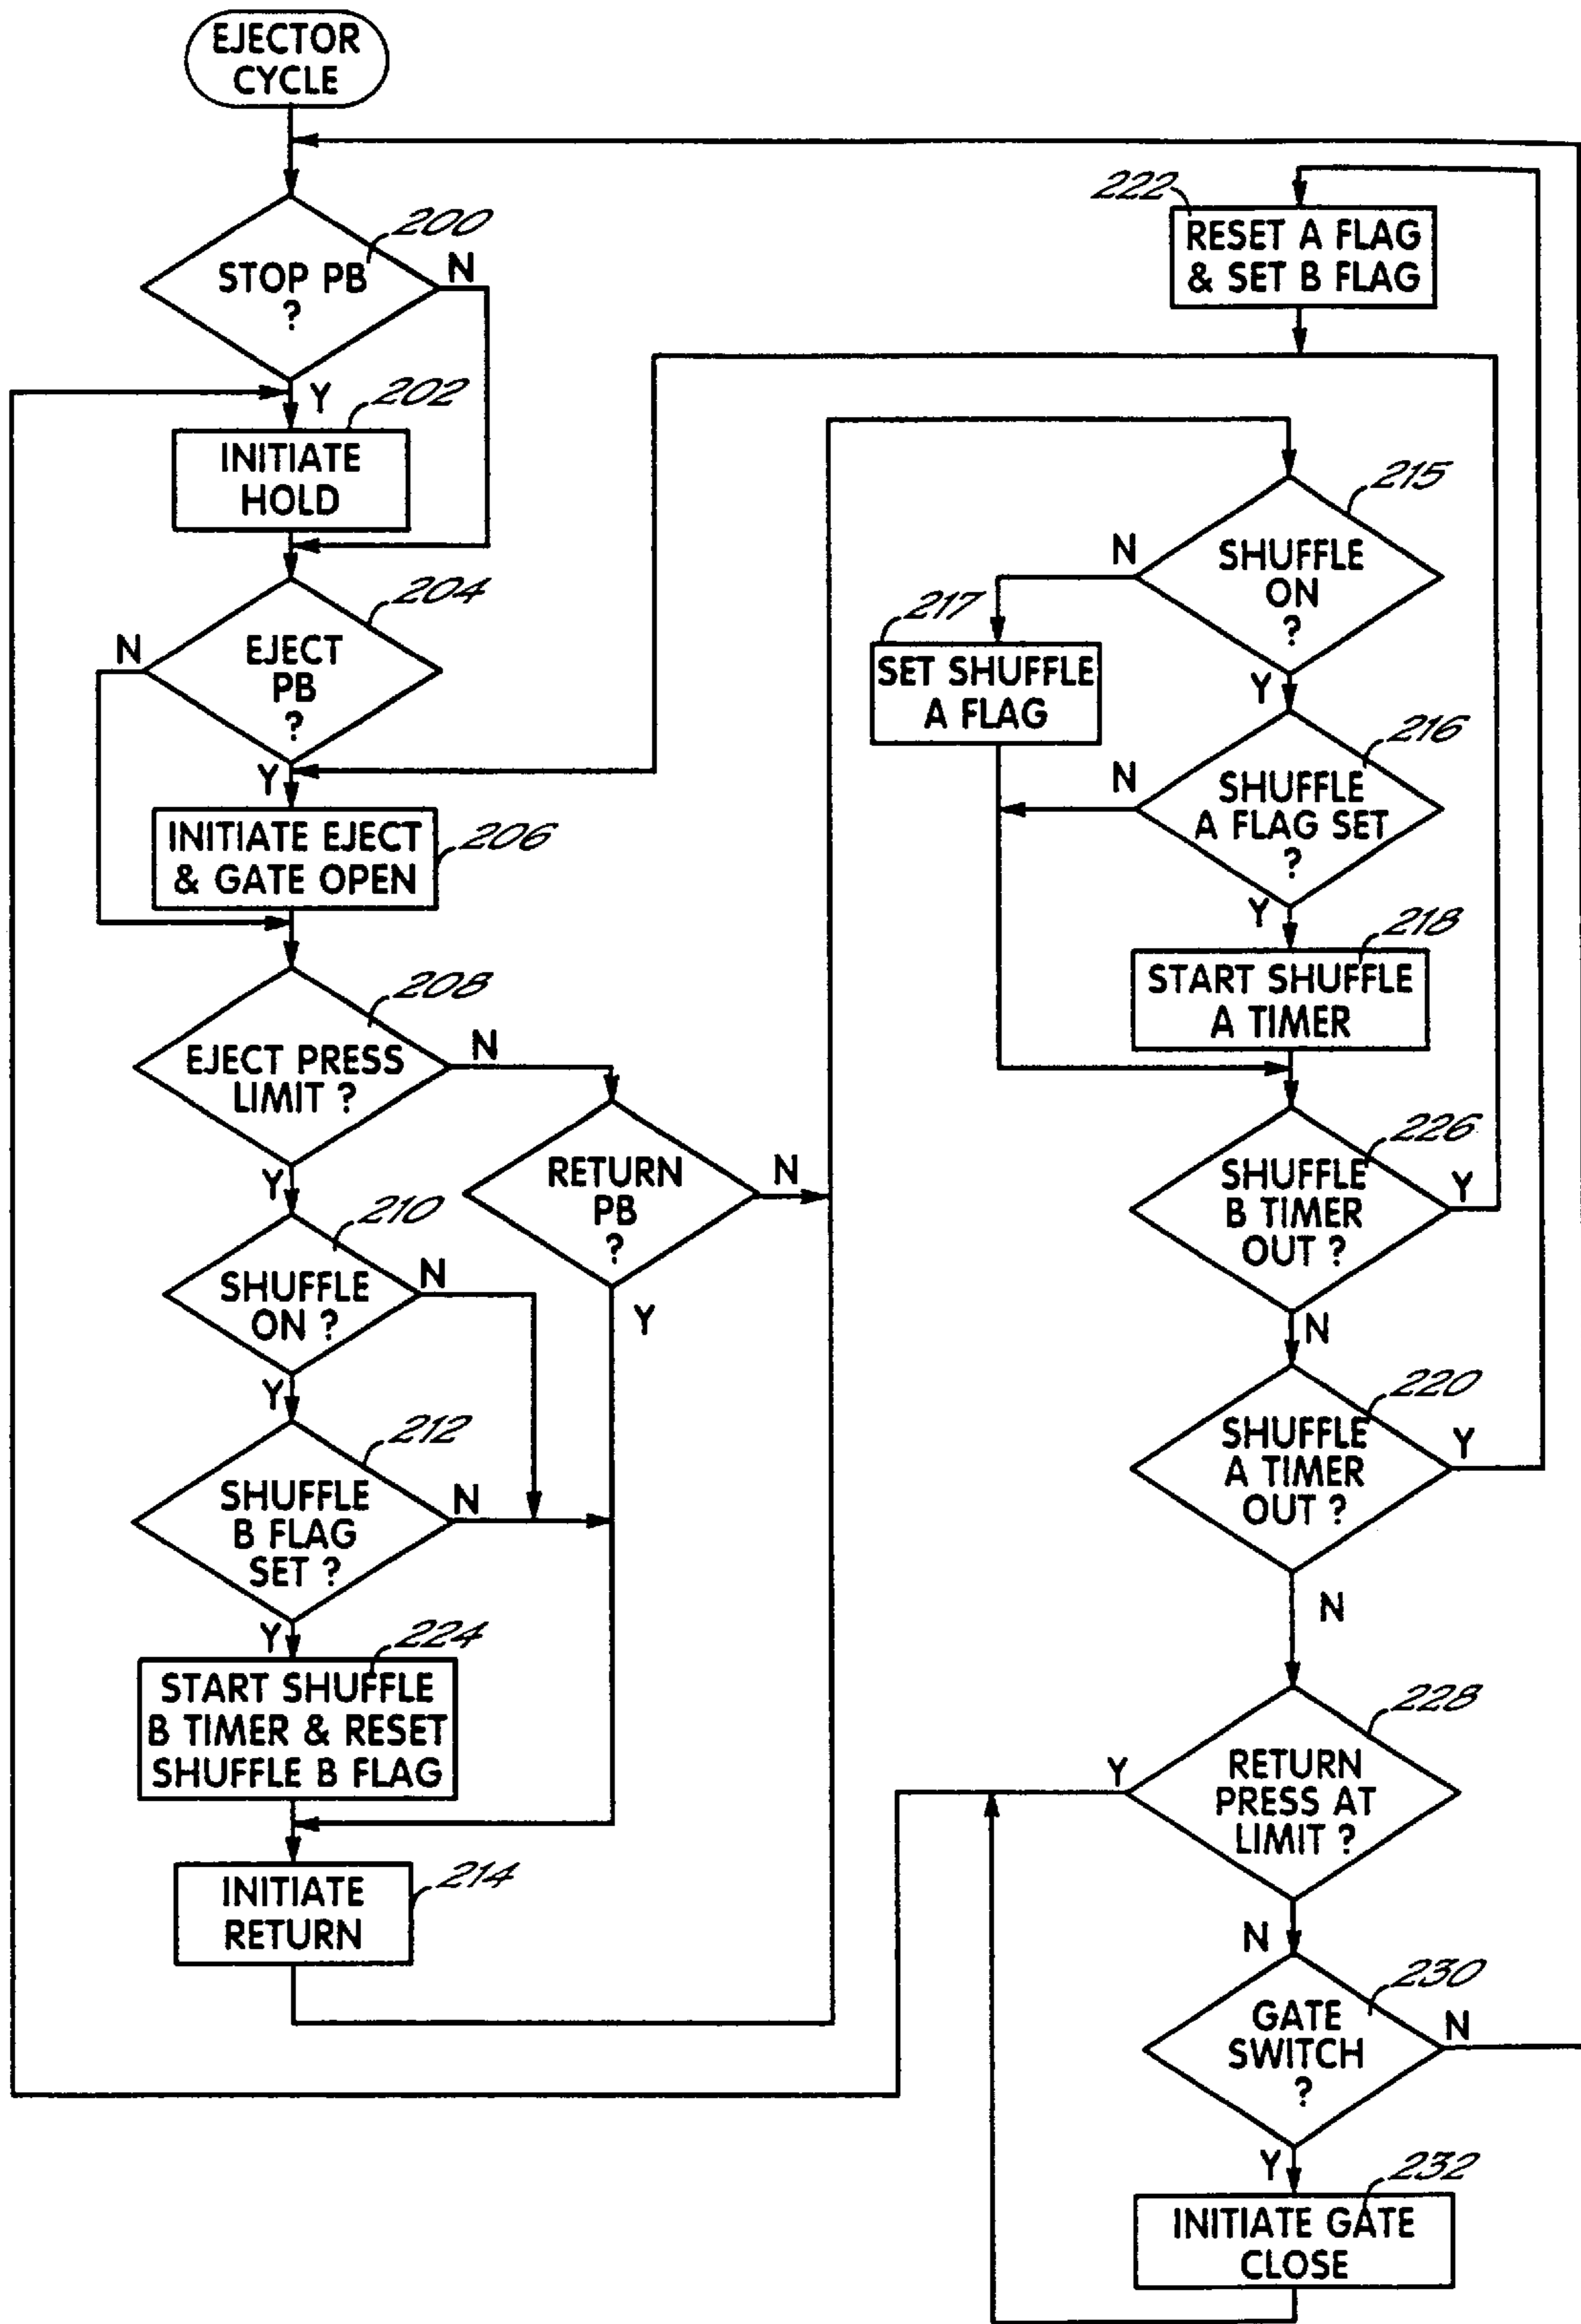 EJECTOR
CYCLE
200
STOP PB
?
N
Y
202
INITIATE
HOLD
204
EJECT
PB
?
N
Y
INITIATE EJECT
& GATE OPEN
206
208
EJECT PRESS
LIMIT ?
N
Y
RETURN
PB
?
N
Y
210
SHUFFLE
ON ?
N
Y
212
SHUFFLE
B FLAG
SET ?
N
Y
224
START SHUFFLE
B TIMER & RESET
SHUFFLE B FLAG
INITIATE
RETURN
214
222
RESET A FLAG
& SET B FLAG
215
SHUFFLE
ON
?
N
Y
217
SET SHUFFLE
A FLAG
216
SHUFFLE
A FLAG SET
?
N
Y
218
START SHUFFLE
A TIMER
226
SHUFFLE
B TIMER
OUT ?
Y
N
220
SHUFFLE
A TIMER
OUT ?
Y
N
228
RETURN
PRESS AT
LIMIT ?
Y
N
230
GATE
SWITCH
?
N
Y
232
INITIATE GATE
CLOSE